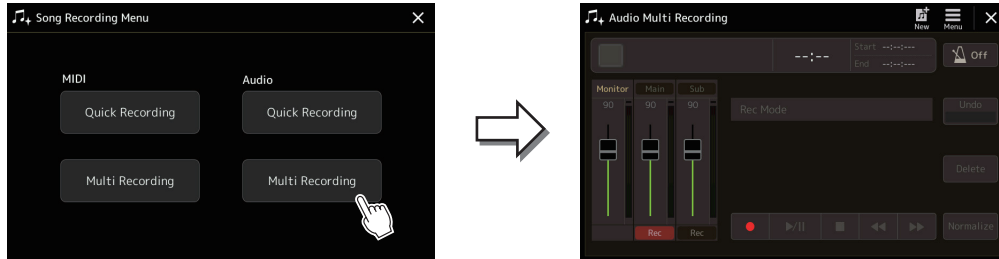 Song Recording Menu
MIDI
Audio
Quick Recording
Quick Recording
Multi Recording
Multi Recording
Audio Multi Recording
New
Menu
--:--
Start --:--:---
End --:--:---
Off
Monitor
Main
Sub
90
90
90
Rec Mode
Undo
Delete
Rec
Rec
Normalize